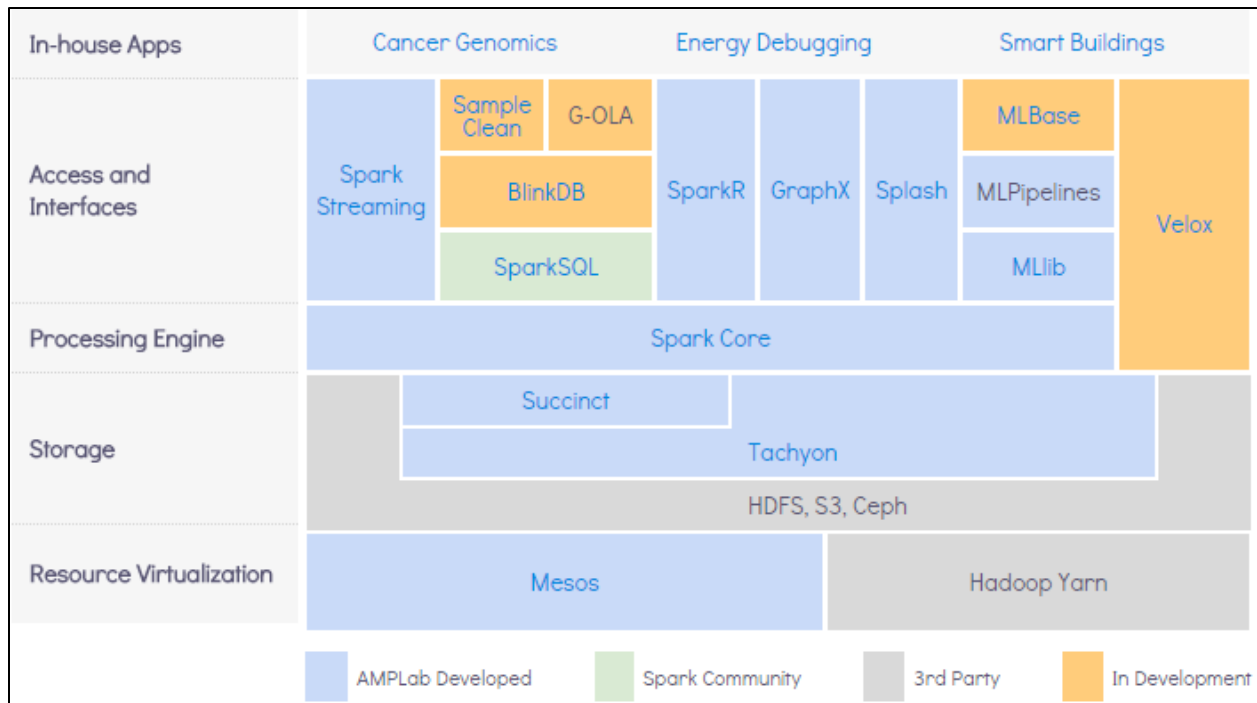 In-house Apps
Cancer Genomics
Energy Debugging
Smart Buildings
Access and
Interfaces
Spark
Streaming
Sample
Clean
G-OLA
BlinkDB
SparkSQL
SparkR
GraphX
Splash
MLBase
MLPipelines
MLlib
Velox
Processing Engine
Spark Core
Storage
Succinct
Tachyon
HDFS, S3, Ceph
Resource Virtualization
Mesos
Hadoop Yarn
AMPLab Developed
Spark Community
3rd Party
In Development